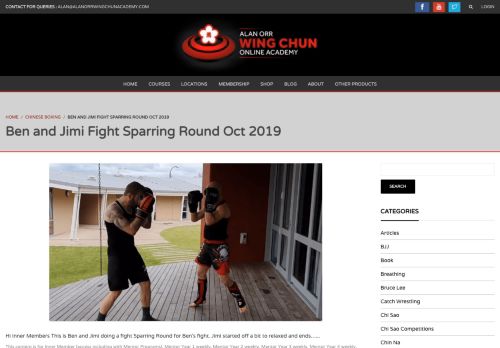 CONTACT FOR QUERIES : ALAN@ALANORRWINGCHUNACADEMY.COM
LOGIN
ALAN ORR
WING CHUN
ONLINE ACADEMY
HOME COURSES LOCATIONS MEMBERSHIP SHOP BLOG ABOUT OTHER PRODUCTS
HOME / CHINESE BOXING / BEN AND JIMI FIGHT SPARRING ROUND OCT 2019
Ben and Jimi Fight Sparring Round Oct 2019
SEARCH
CATEGORIES
Articles
BJJ
Book
Breathing
Bruce Lee
Catch Wrestling
Chi Sao
Chi Sao Competitions
Chin Na
Hi Inner Members This is Ben and Jimi doing a fight Sparring Round for Ben's fight. Jimi started off a bit to relaxed and ends.......